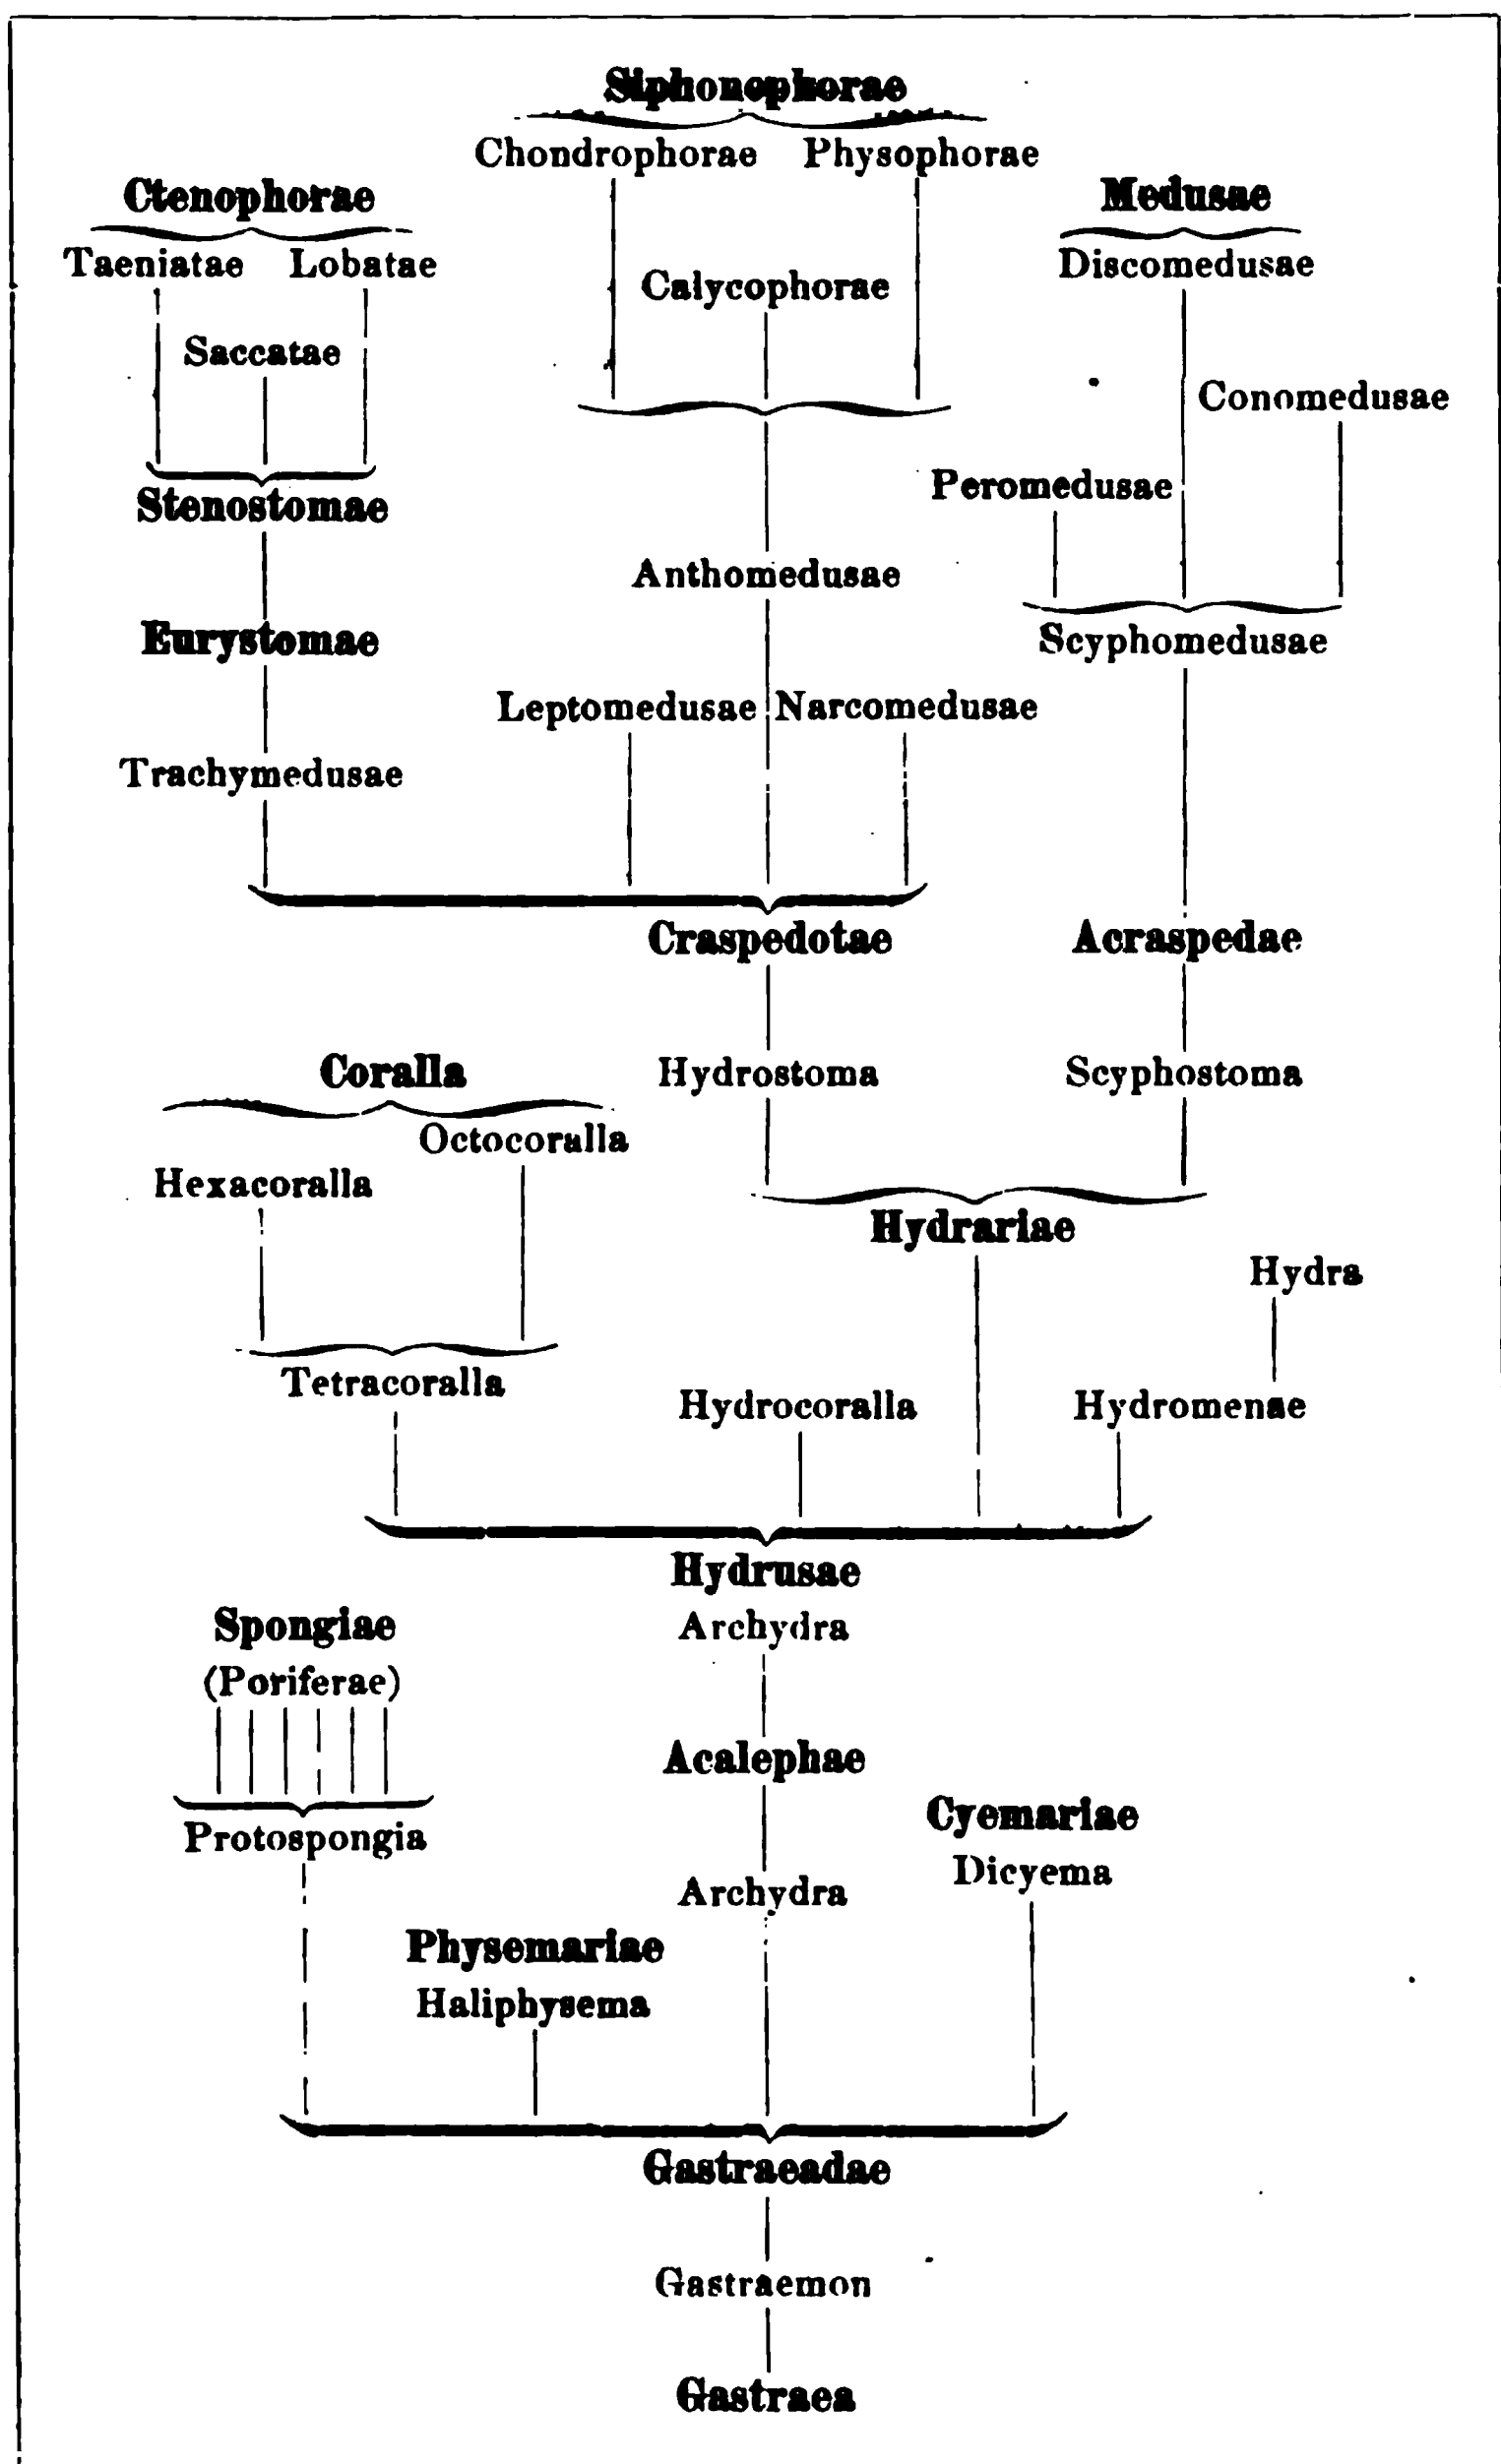 Siphonophorae
Chondrophorae Physophorae
Ctenophorae Medusae
Taeniatae Lobatae Discomedusae
Calycophorae
Saccatae
Conomedusae
Peromedusae
Stenostomae
Anthomedusae
Eurystomae Scyphomedusae
Leptomedusae Narcomedusae
Trachymedusae
Craspedotae Acraspedae
Coralla Hydrostoma Scyphostoma
Octocoralla
Hexacoralla
Hydrariae
Hydra
Tetracoralla
Hydrocoralla Hydromenae
Hydrusae
Spongiae Archydra
(Poriferae)
Acalephae
Cyemariae
Protospongia
Dicyema
Archydra
Physemariae
Haliphysema
Gastraeadae
Gastraemon
Gastraea